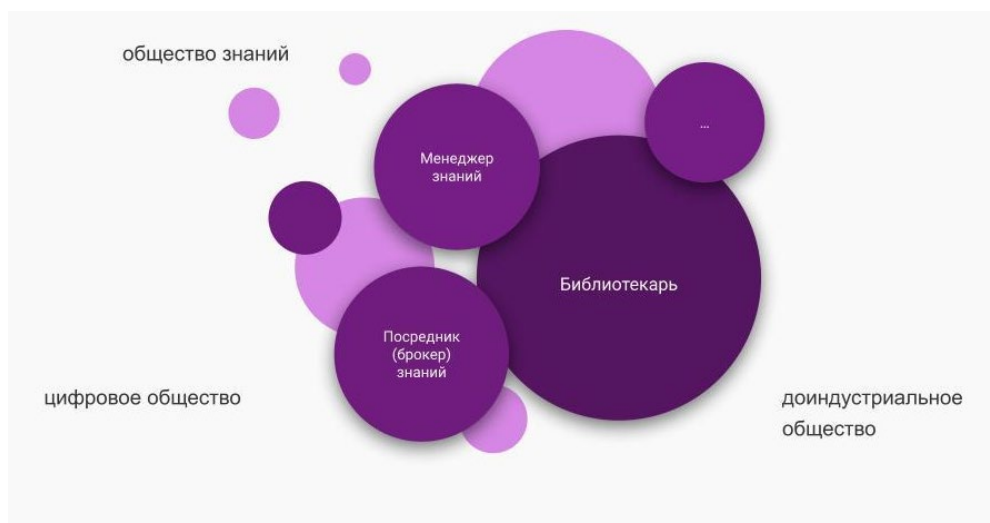 общество знаний
...
Менеджер
знаний
Библиотекарь
Посредник
(брокер)
знаний
цифровое общество
доиндустриальное
общество